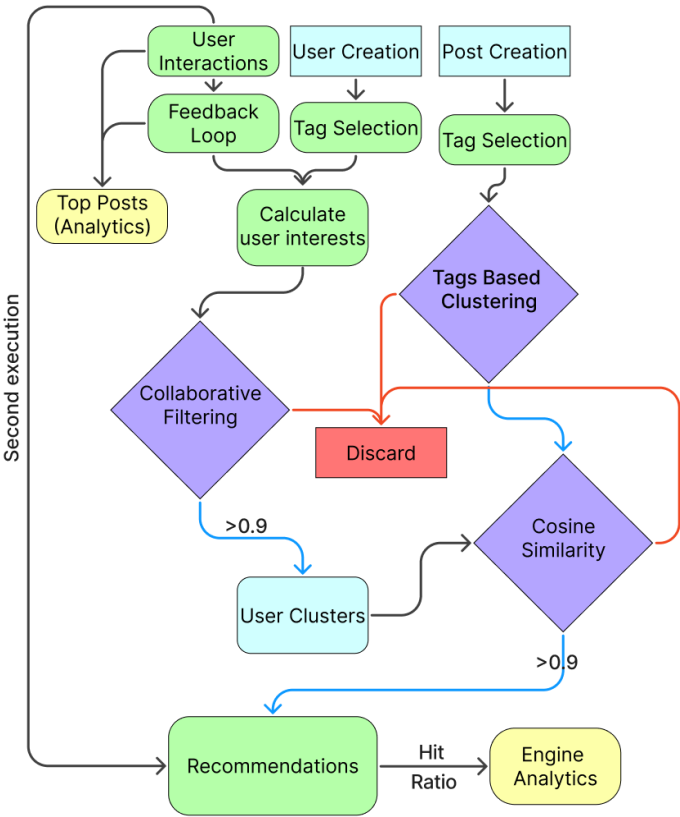 User
Interactions
User Creation
Post Creation
Feedback
Loop
Tag Selection
Tag Selection
Top Posts
(Analytics)
Calculate
user interests
Tags Based
Clustering
Second execution
Collaborative
Filtering
Discard
>0.9
Cosine
Similarity
User Clusters
>0.9
Recommendations
Hit
Ratio
Engine
Analytics